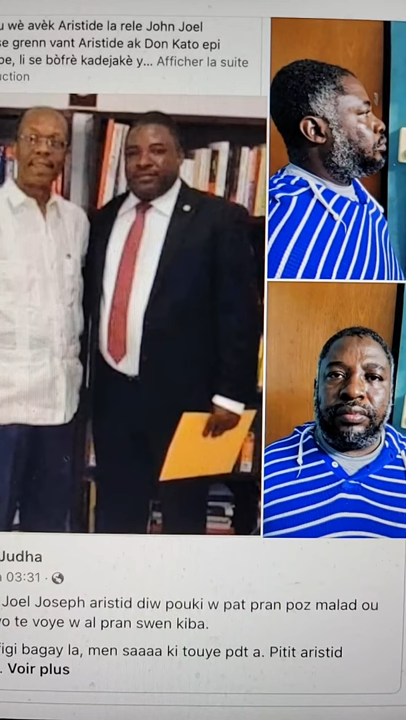 u wè avèk Aristide la rele John Joel
se grenn vant Aristide ak Don Kato epi
pe, li se bòfrè kadejakè y... Afficher la suite
uction
Judha
03:31 ·
Joel Joseph aristid diw pouki w pat pran poz malad ou
vo te voye w al pran swen kiba.
figi bagay la, men saaaa ki touye pdt a. Pitit aristid
. Voir plus